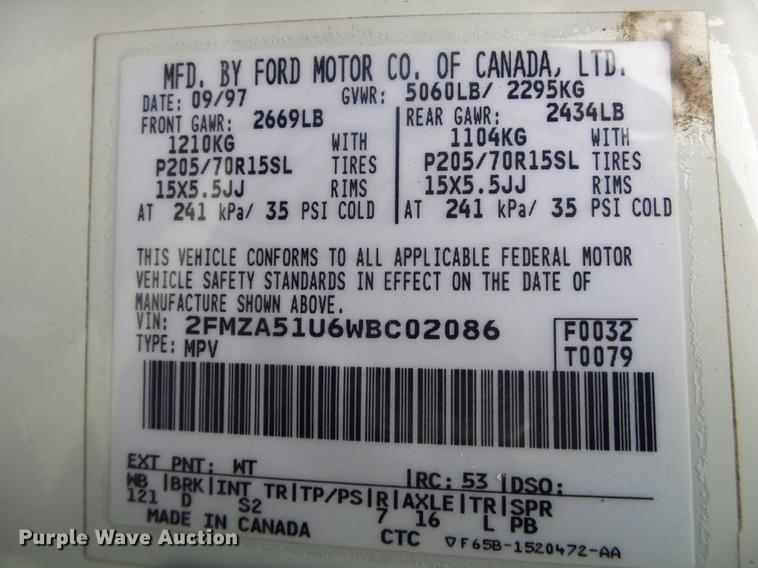 MFD. BY FORD MOTOR CO. OF CANADA, LTD.
DATE: 09/97 GVWR: 5060LB/ 2295KG
FRONT GAWR: 2669LB REAR GAWR: 2434LB
1210KG WITH 1104KG WITH
P205/70R15SL TIRES P205/70R15SL TIRES
15X5.5JJ RIMS 15X5.5JJ RIMS
AT 241 kPa/ 35 PSI COLD AT 241 kPa/ 35 PSI COLD
THIS VEHICLE CONFORMS TO ALL APPLICABLE FEDERAL MOTOR
VEHICLE SAFETY STANDARDS IN EFFECT ON THE DATE OF
MANUFACTURE SHOWN ABOVE.
VIN: 2FMZA51U6WBC02086 F0032
TYPE: MPV T0079
EXT PNT: WT |RC: 53 |DSO:
WB |BRK|INT TR|TP/PS|R|AXLE|TR|SPR
121 D S2 7 16 L PB
MADE IN CANADA CTC ▽F65B-1520472-AA
Purple Wave Auction